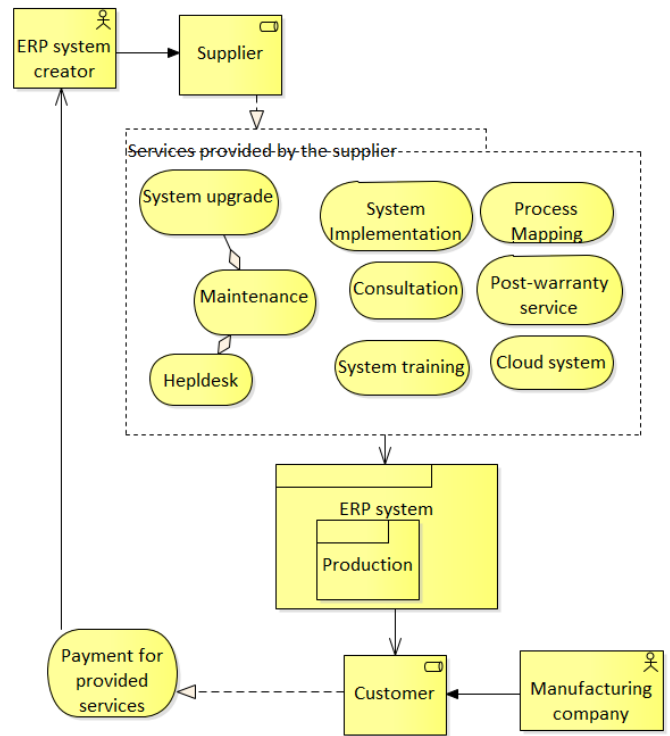 ERP system
creator
Supplier
Services provided by the supplier
System upgrade
System
Implementation
Process
Mapping
Maintenance
Consultation
Post-warranty
service
Hepldesk
System training
Cloud system
ERP system
Production
Payment for
provided
services
Customer
Manufacturing
company